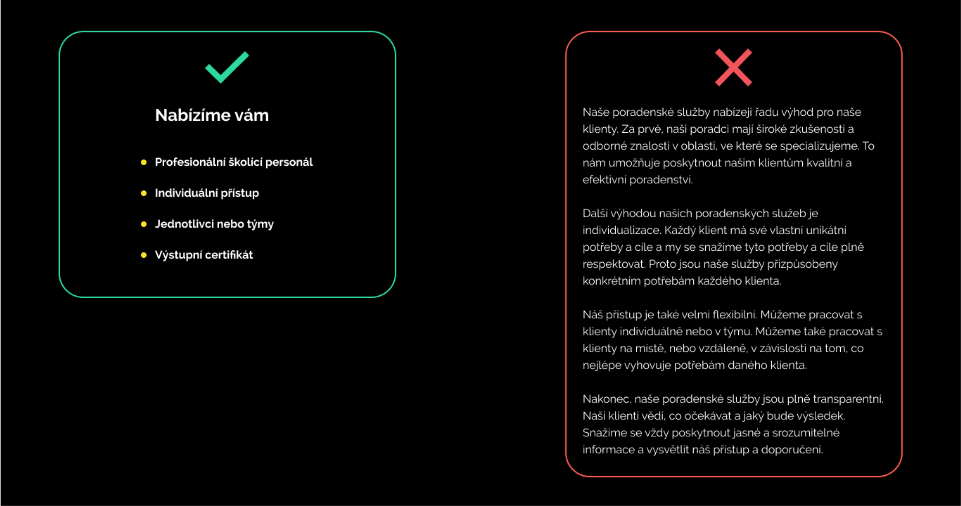 Nabízíme vám
Profesionální školící personál
Individuální přístup
Jednotlivci nebo týmy
Výstupní certifikát
Naše poradenské služby nabízejí řadu výhod pro naše
klienty. Za prvé, naši poradci mají široké zkušenosti a
odborné znalosti v oblasti, ve které se specializujeme. To
nám umožňuje poskytnout našim klientům kvalitní a
efektivní poradenství.
Další výhodou našich poradenských služeb je
individualizace. Každý klient má své vlastní unikátní
potřeby a cíle a my se snažíme tyto potřeby a cíle plně
respektovat. Proto jsou naše služby přizpůsobeny
konkrétním potřebám každého klienta.
Náš přístup je také velmi flexibilní. Můžeme pracovat s
klienty individuálně nebo v týmu. Můžeme také pracovat s
klienty na místě, nebo vzdáleně, v závislosti na tom, co
nejlépe vyhovuje potřebám daného klienta.
Nakonec, naše poradenské služby jsou plně transparentní.
Naši klienti vědí, co očekávat a jaký bude výsledek.
Snažíme se vždy poskytnout jasné a srozumitelné
informace a vysvětlit náš přístup a doporučení.